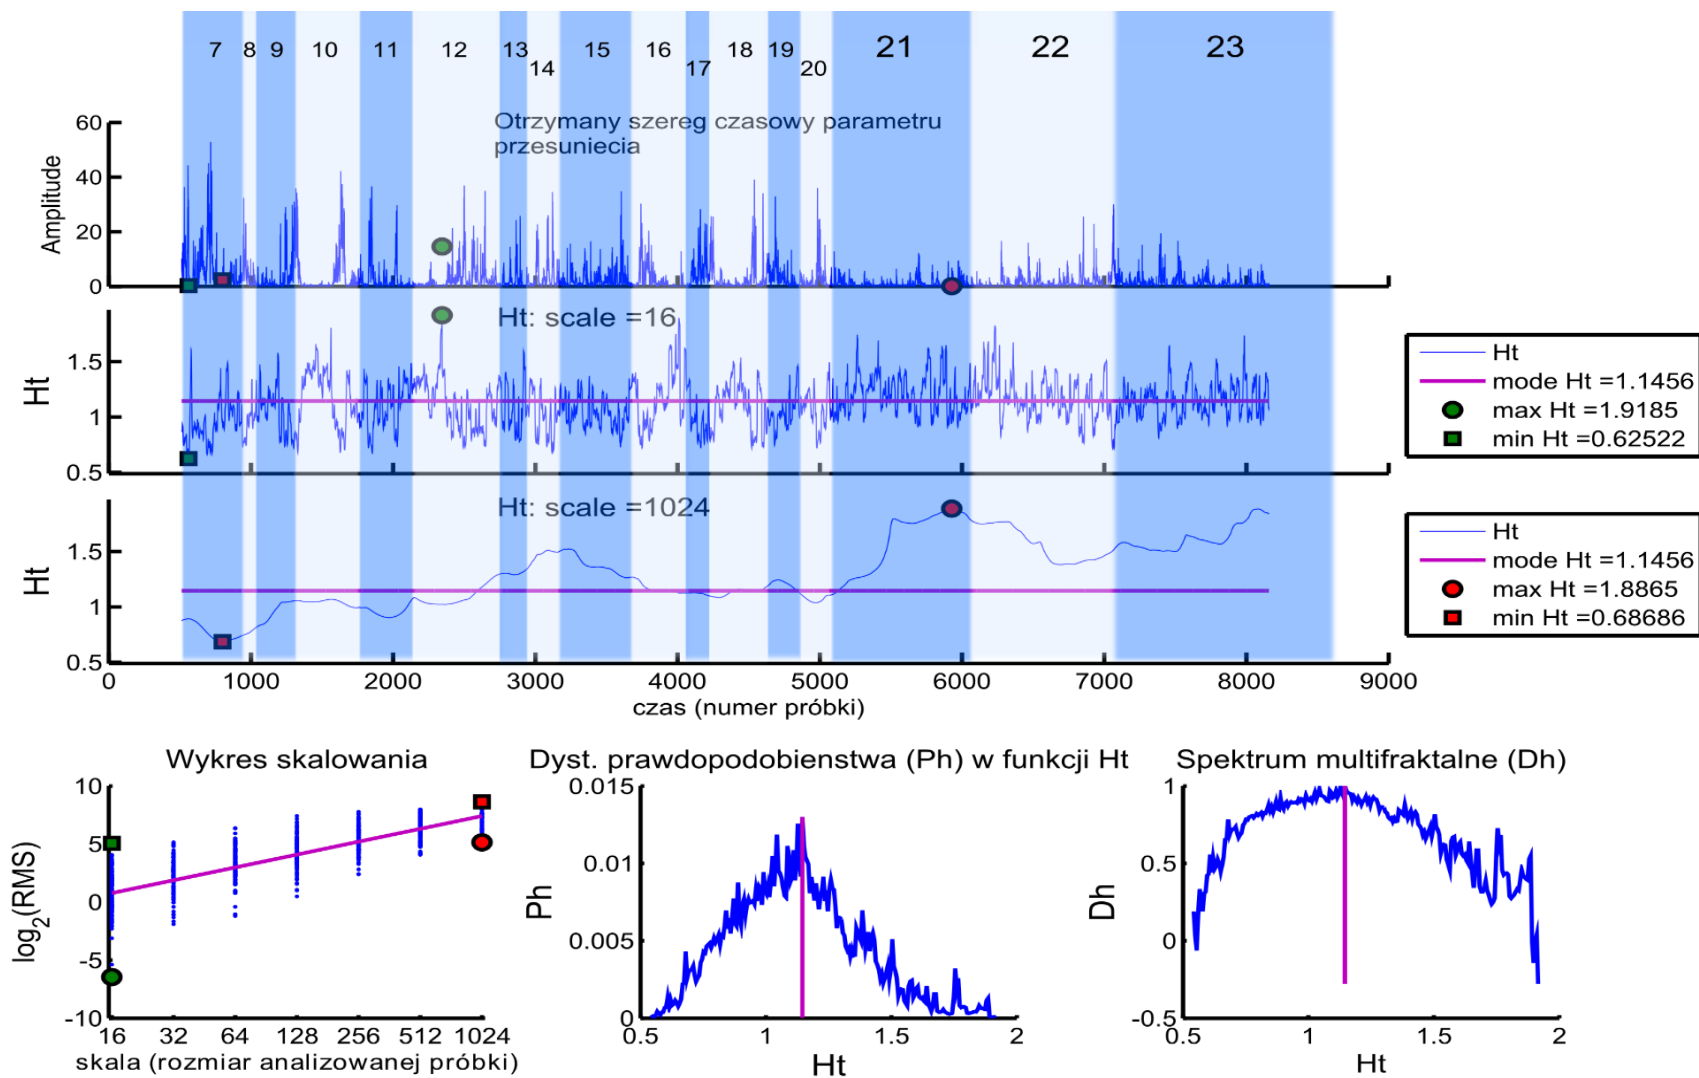 7 8 9 10 11 12 13 14 15 16 17 18 19 20 21 22 23
Otrzymany szereg czasowy parametru
przesuniecia
Amplitude
60
40
20
0
Ht: scale =16
Ht
1.5
1
0.5
Ht
mode Ht =1.1456
max Ht =1.9185
min Ht =0.62522
Ht: scale =1024
Ht
1.5
1
0.5
Ht
mode Ht =1.1456
max Ht =1.8865
min Ht =0.68686
0 1000 2000 3000 4000 5000 6000 7000 8000 9000
czas (numer próbki)
Wykres skalowania
log2(RMS)
10
5
0
-5
-10
16 32 64 128 256 512 1024
skala (rozmiar analizowanej próbki)
Dyst. prawdopodobienstwa (Ph) w funkcji Ht
Ph
0.015
0.01
0.005
0
0.5 1 1.5 2
Ht
Spektrum multifraktalne (Dh)
Dh
1
0.5
0
-0.5
0.5 1 1.5 2
Ht